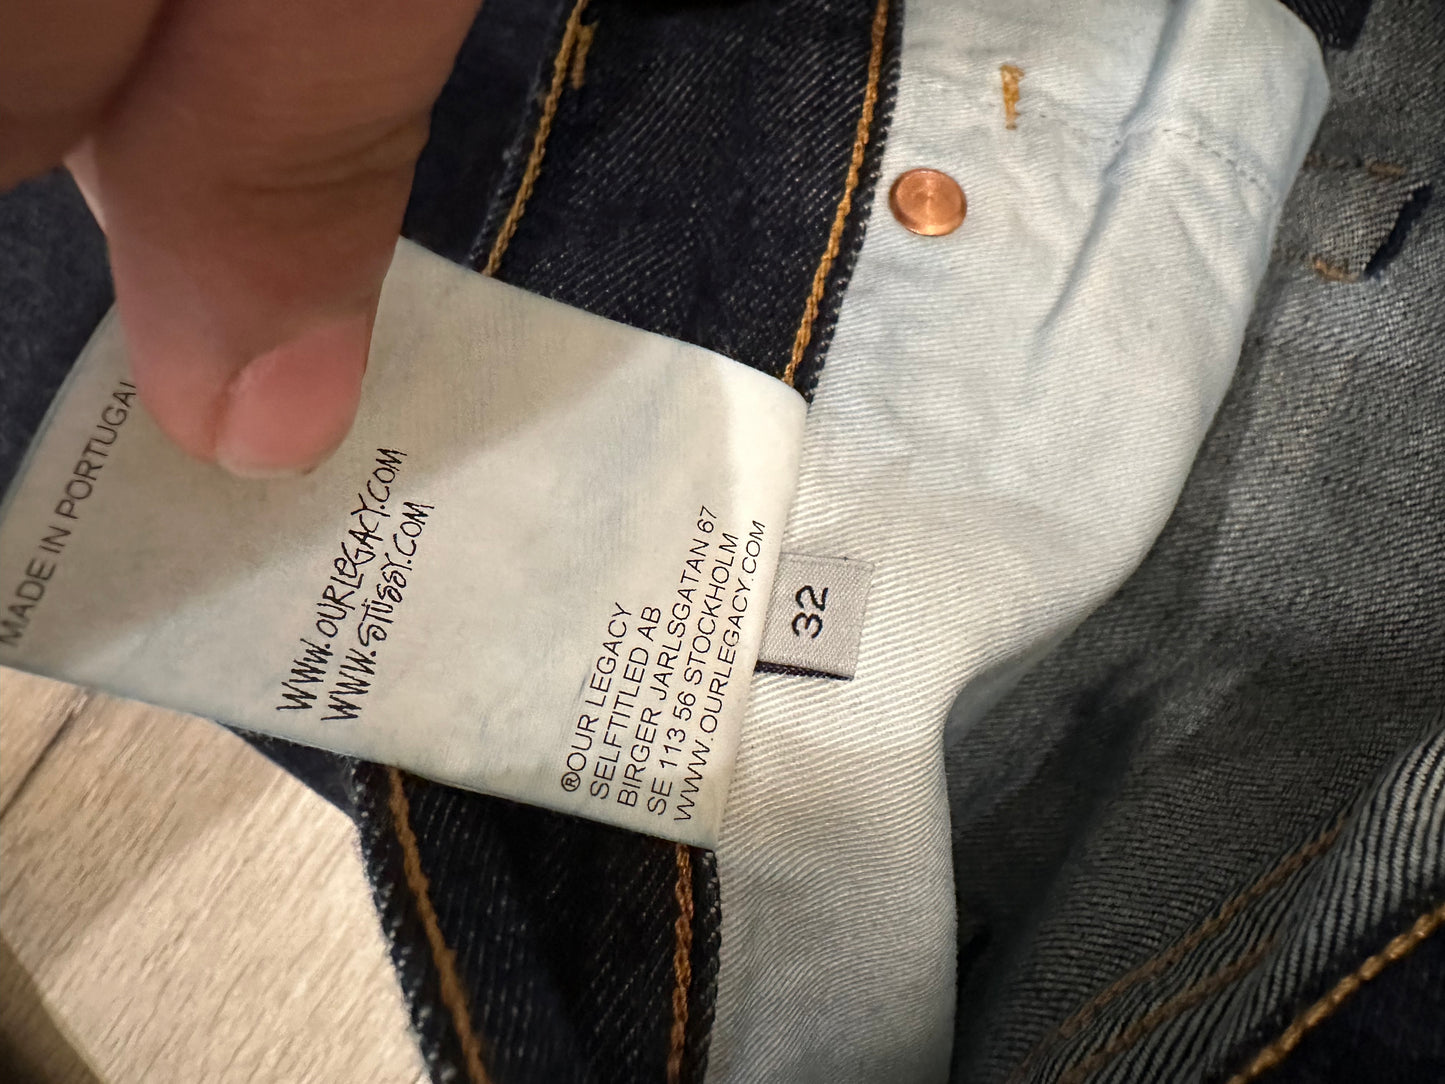 MADE IN PORTUGAL
WWW.OURLEGACY.COM
WWW.STÜSSY.COM
®OUR LEGACY
SELFTITLED AB
BIRGER JARLSGATAN 67
SE 113 56 STOCKHOLM
WWW.OURLEGACY.COM
32